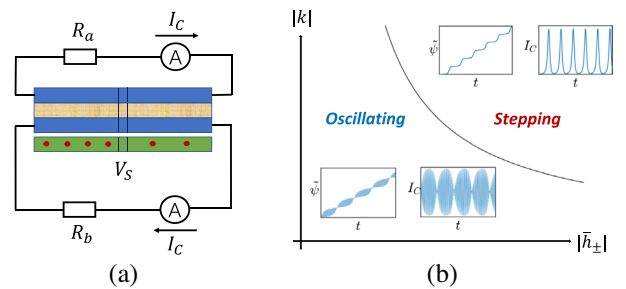 I_C
R_a
A
V_S
A
R_b
I_C
(a)
|k|
ψ̃
t
I_C
t
Oscillating
Stepping
ψ̃
t
I_C
t
|h̄_±|
(b)